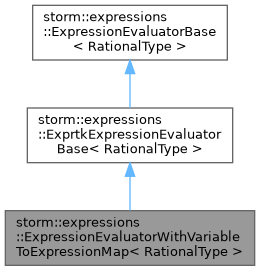 storm::expressions
::ExpressionEvaluatorBase
< RationalType >
storm::expressions
::ExprtkExpressionEvaluator
Base< RationalType >
storm::expressions
::ExpressionEvaluatorWithVariable
ToExpressionMap< RationalType >